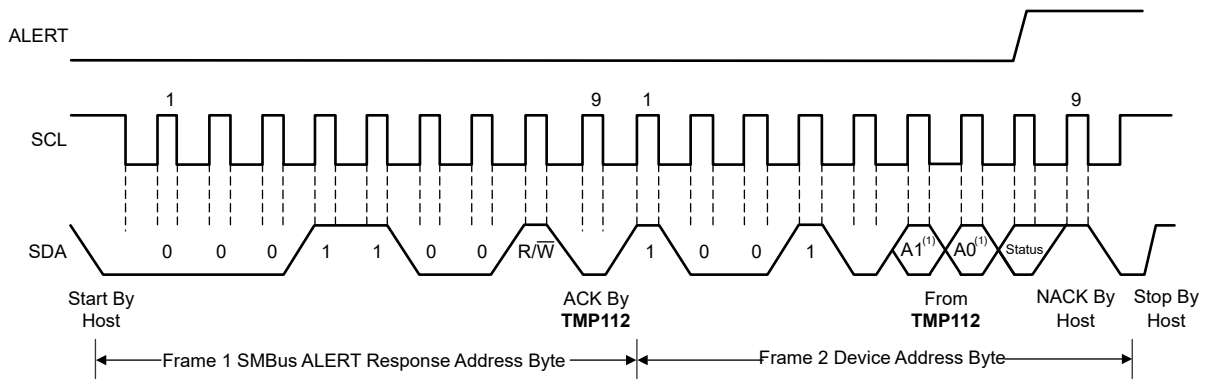 ALERT
1 9 1 9
SCL
SDA
0 0 0 1 1 0 0 R/W̅ 1 0 0 1 A1(1) A0(1) Status
Start By
Host
ACK By
TMP112
From
TMP112
NACK By
Host
Stop By
Host
Frame 1 SMBus ALERT Response Address Byte
Frame 2 Device Address Byte